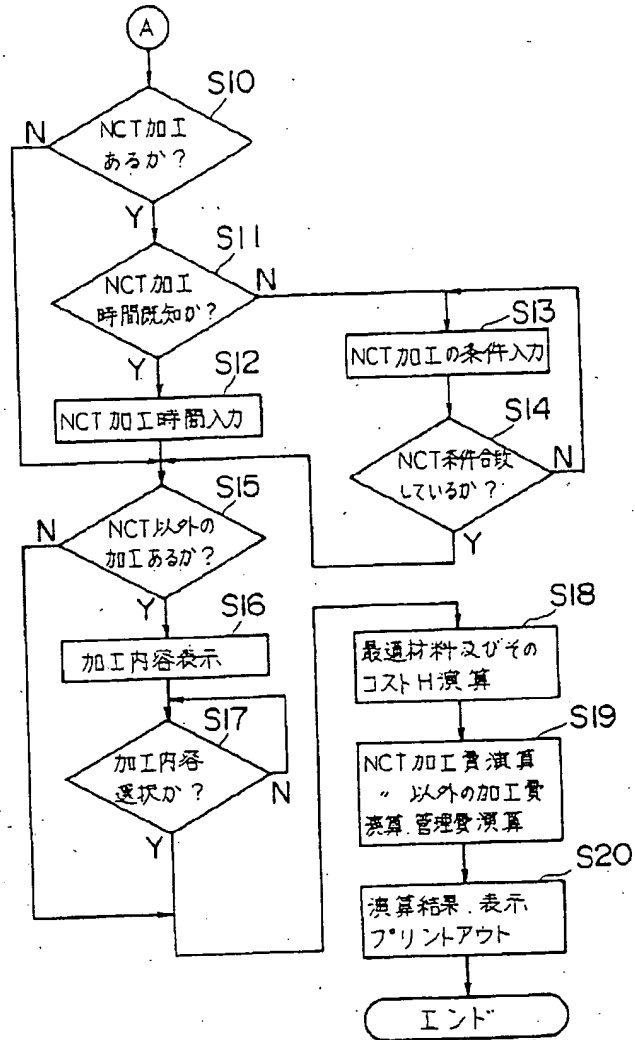 A
S10
NCT加工
あるか?
N
Y
S11
NCT加工
時間既知か?
N
Y
S12
NCT加工時間入力
S13
NCT加工の条件入力
S14
NCT条件合致
しているか?
N
Y
S15
NCT以外の
加工あるか?
N
Y
S16
加工内容表示
S17
加工内容
選択か?
N
Y
S18
最適材料及びその
コストH演算
S19
NCT加工費演算
〃 以外の加工費
演算.管理費演算
S20
演算結果.表示
プリントアウト
エンド